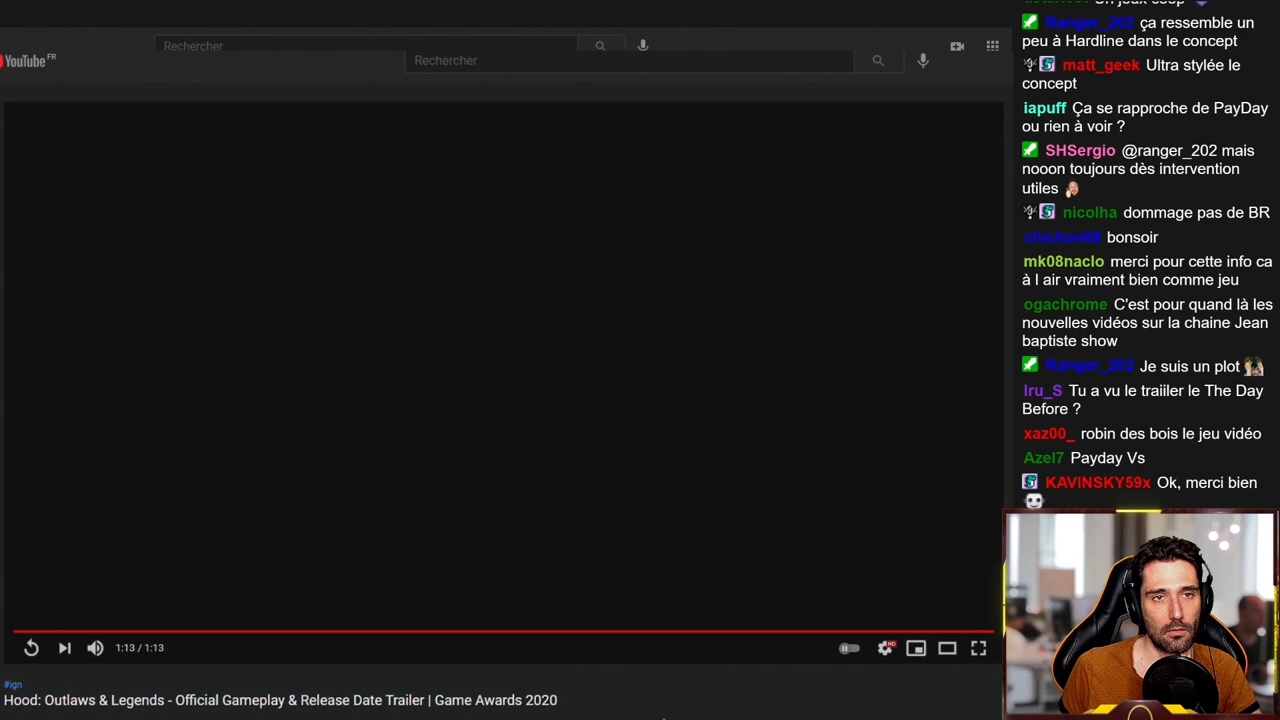 YouTube FR
Rechercher
Rechercher
Ranger_202 ça ressemble un
peu à Hardline dans le concept
matt_geek Ultra stylée le
concept
iapuff Ça se rapproche de PayDay
ou rien à voir ?
SHSergio @ranger_202 mais
nooon toujours dès intervention
utiles
nicolha dommage pas de BR
chichon68 bonsoir
mk08naclo merci pour cette info ca
à l air vraiment bien comme jeu
ogachrome C'est pour quand là les
nouvelles vidéos sur la chaine Jean
baptiste show
Ranger_202 Je suis un plot
Iru_S Tu a vu le traiiler le The Day
Before ?
xaz00_ robin des bois le jeu vidéo
Azel7 Payday Vs
KAVINSKY59x Ok, merci bien
1:13 / 1:13
HD
#ign
Hood: Outlaws & Legends - Official Gameplay & Release Date Trailer | Game Awards 2020